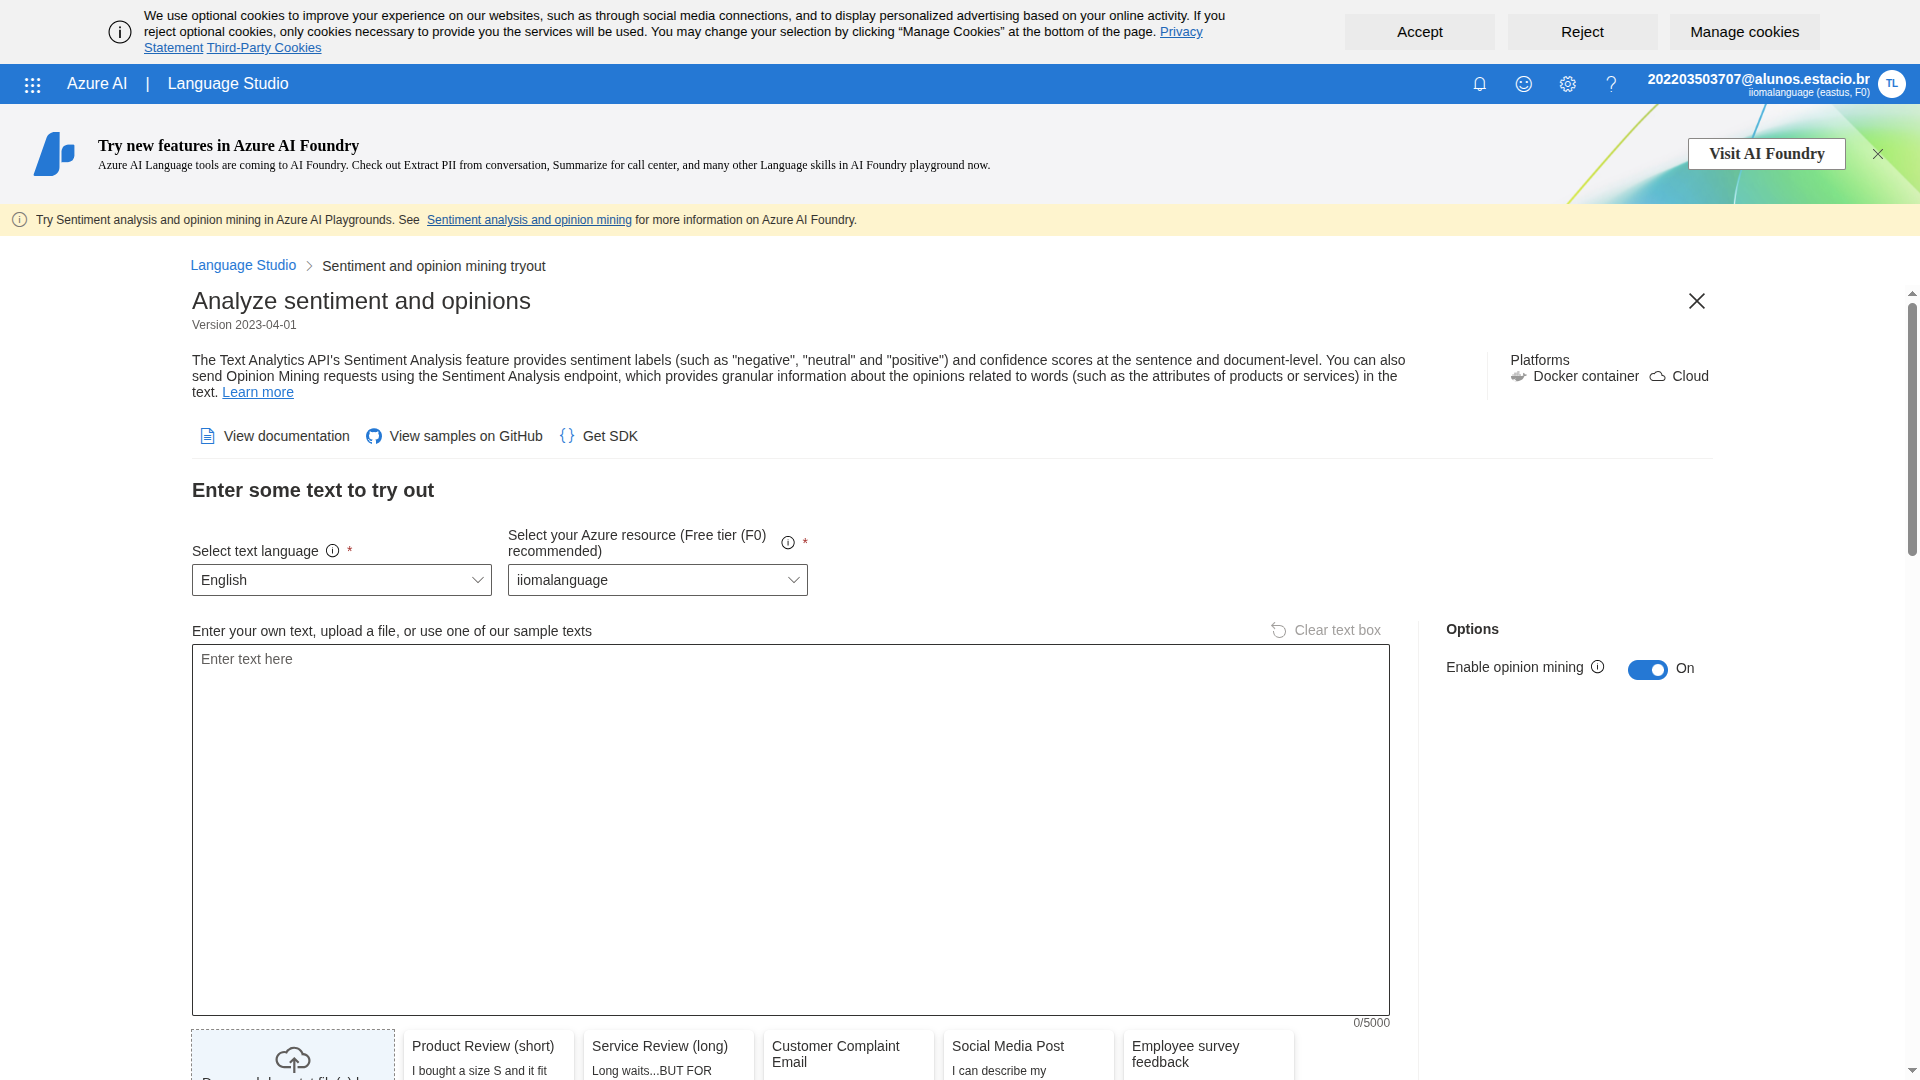 We use optional cookies to improve your experience on our websites, such as through social media connections, and to display personalized advertising based on your online activity. If you
reject optional cookies, only cookies necessary to provide you the services will be used. You may change your selection by clicking “Manage Cookies” at the bottom of the page. Privacy
Statement Third-Party Cookies
Accept
Reject
Manage cookies
Azure AI | Language Studio
202203503707@alunos.estacio.br
iiomalanguage (eastus, F0)
TL
Try new features in Azure AI Foundry
Azure AI Language tools are coming to AI Foundry. Check out Extract PII from conversation, Summarize for call center, and many other Language skills in AI Foundry playground now.
Visit AI Foundry
Try Sentiment analysis and opinion mining in Azure AI Playgrounds. See Sentiment analysis and opinion mining for more information on Azure AI Foundry.
Language Studio
Sentiment and opinion mining tryout
Analyze sentiment and opinions
Version 2023-04-01
The Text Analytics API's Sentiment Analysis feature provides sentiment labels (such as "negative", "neutral" and "positive") and confidence scores at the sentence and document-level. You can also
send Opinion Mining requests using the Sentiment Analysis endpoint, which provides granular information about the opinions related to words (such as the attributes of products or services) in the
text. Learn more
Platforms
Docker container
Cloud
View documentation
View samples on GitHub
Get SDK
Enter some text to try out
Select text language *
Select your Azure resource (Free tier (F0)
recommended) *
English
iiomalanguage
Enter your own text, upload a file, or use one of our sample texts
Clear text box
Enter text here
0/5000
Options
Enable opinion mining
On
Product Review (short)
I bought a size S and it fit
Service Review (long)
Long waits...BUT FOR
Customer Complaint
Email
Social Media Post
I can describe my
Employee survey
feedback